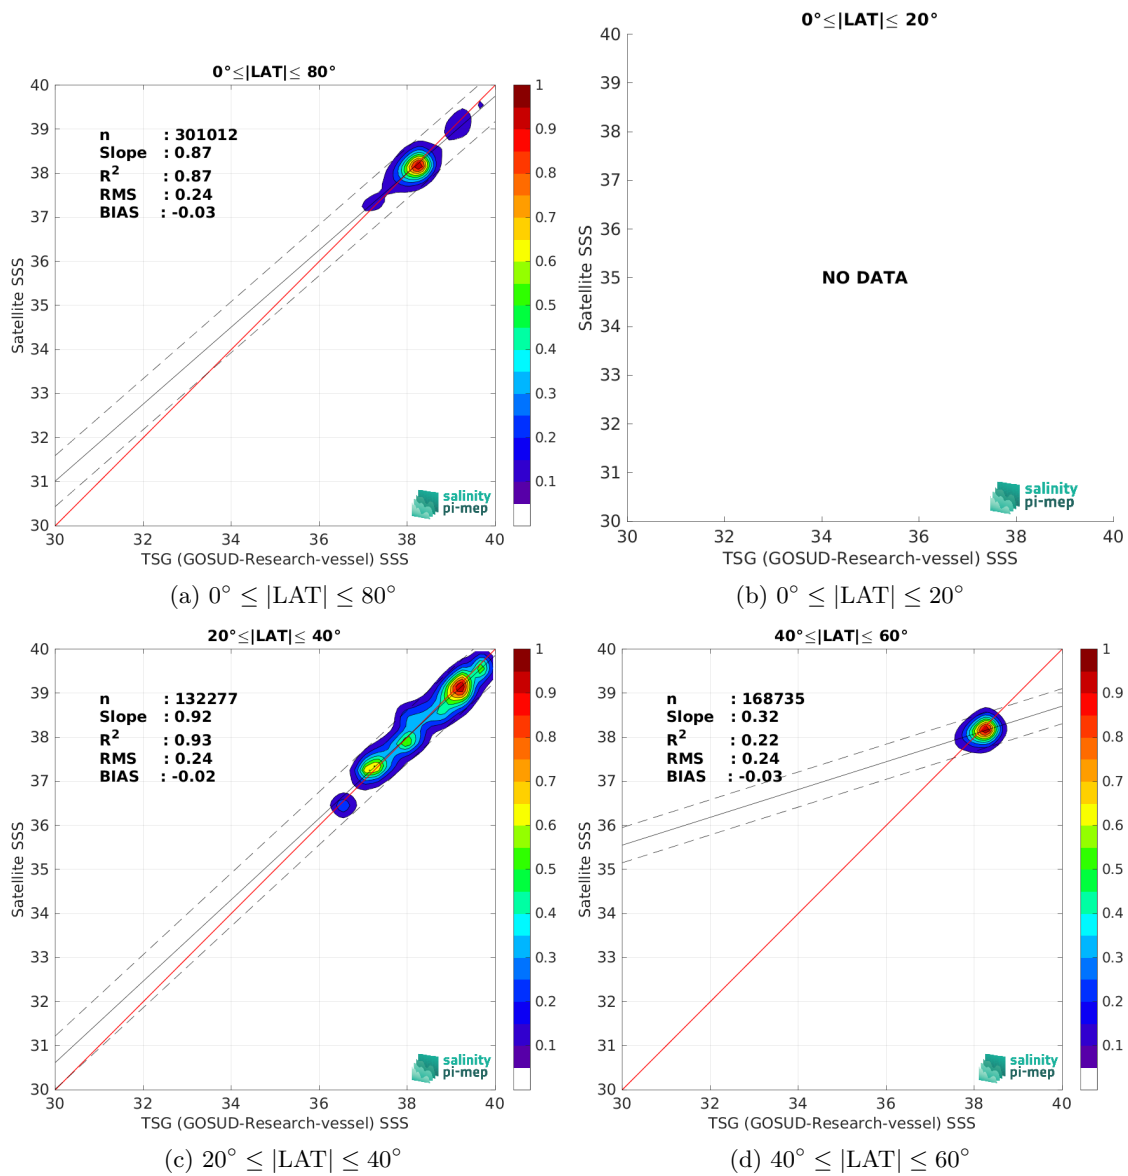 0°≤|LAT|≤ 80°
40
39
38
37
36
35
34
33
32
31
30
n : 301012
Slope : 0.87
R² : 0.87
RMS : 0.24
BIAS : -0.03
1
0.9
0.8
0.7
0.6
0.5
0.4
0.3
0.2
0.1
Satellite SSS
salinity
pi-mep
30 32 34 36 38 40
TSG (GOSUD-Research-vessel) SSS
(a) 0° ≤ |LAT| ≤ 80°
0°≤|LAT|≤ 20°
40
39
38
37
36
35
34
33
32
31
30
Satellite SSS
NO DATA
salinity
pi-mep
30 32 34 36 38 40
TSG (GOSUD-Research-vessel) SSS
(b) 0° ≤ |LAT| ≤ 20°
20°≤|LAT|≤ 40°
40
39
38
37
36
35
34
33
32
31
30
n : 132277
Slope : 0.92
R² : 0.93
RMS : 0.24
BIAS : -0.02
1
0.9
0.8
0.7
0.6
0.5
0.4
0.3
0.2
0.1
Satellite SSS
salinity
pi-mep
30 32 34 36 38 40
TSG (GOSUD-Research-vessel) SSS
(c) 20° ≤ |LAT| ≤ 40°
40°≤|LAT|≤ 60°
40
39
38
37
36
35
34
33
32
31
30
n : 168735
Slope : 0.32
R² : 0.22
RMS : 0.24
BIAS : -0.03
1
0.9
0.8
0.7
0.6
0.5
0.4
0.3
0.2
0.1
Satellite SSS
salinity
pi-mep
30 32 34 36 38 40
TSG (GOSUD-Research-vessel) SSS
(d) 40° ≤ |LAT| ≤ 60°